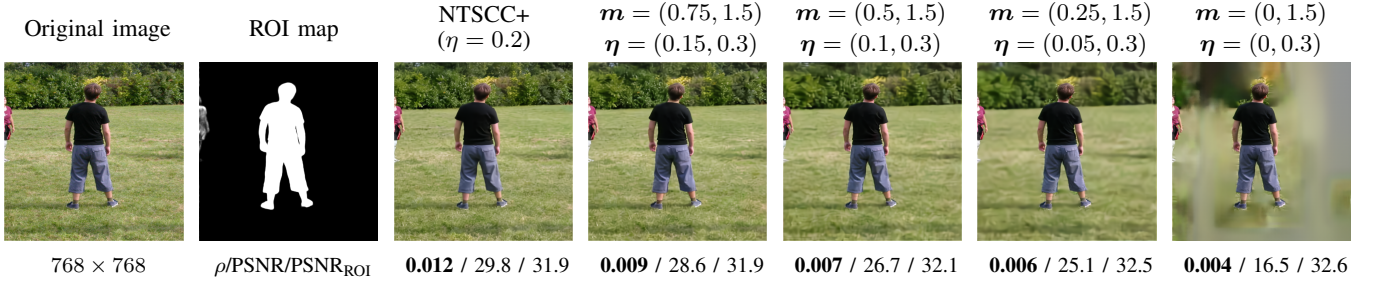 Original image
ROI map
NTSCC+
(η = 0.2)
m = (0.75, 1.5)
η = (0.15, 0.3)
m = (0.5, 1.5)
η = (0.1, 0.3)
m = (0.25, 1.5)
η = (0.05, 0.3)
m = (0, 1.5)
η = (0, 0.3)
768 × 768
ρ/PSNR/PSNR_ROI
0.012 / 29.8 / 31.9
0.009 / 28.6 / 31.9
0.007 / 26.7 / 32.1
0.006 / 25.1 / 32.5
0.004 / 16.5 / 32.6